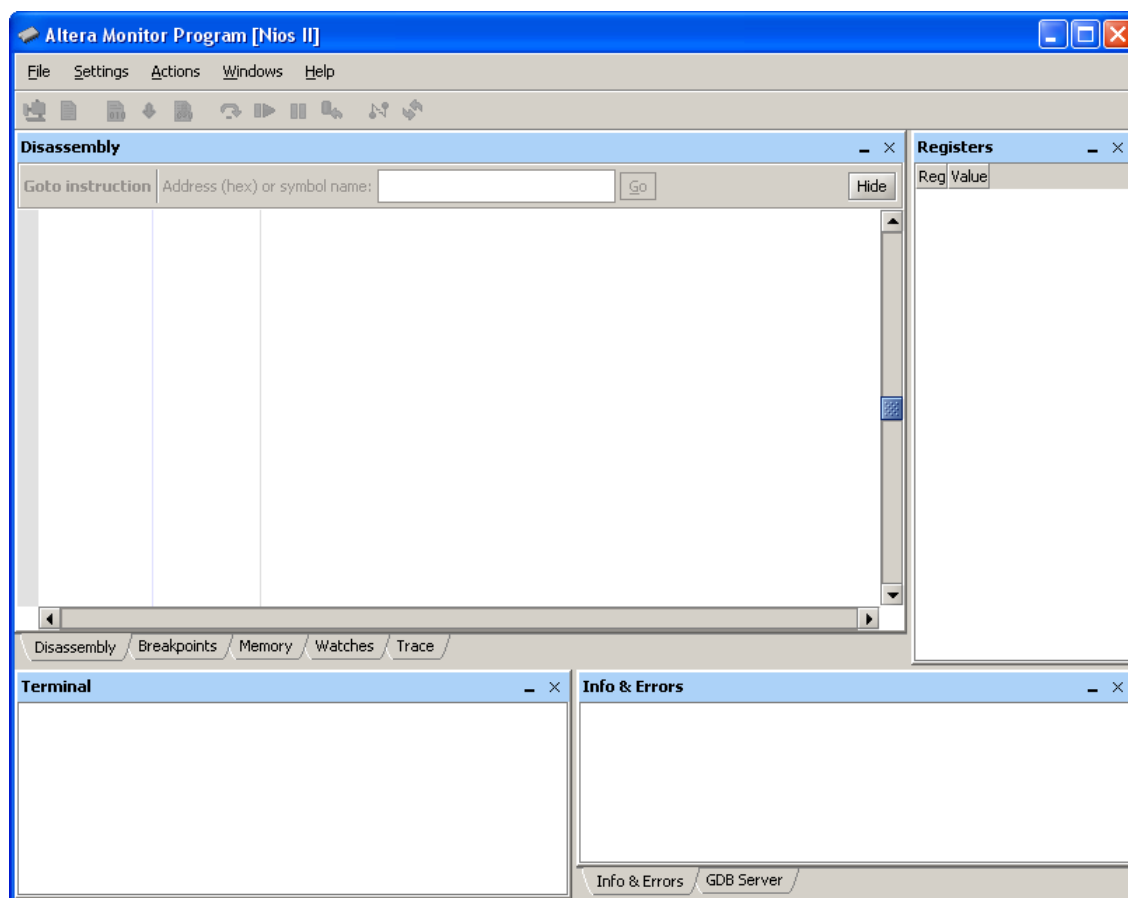 Altera Monitor Program [Nios II]
File Settings Actions Windows Help
Disassembly
Registers
Goto instruction Address (hex) or symbol name: Go Hide
Reg Value
Disassembly Breakpoints Memory Watches Trace
Terminal
Info & Errors
Info & Errors GDB Server